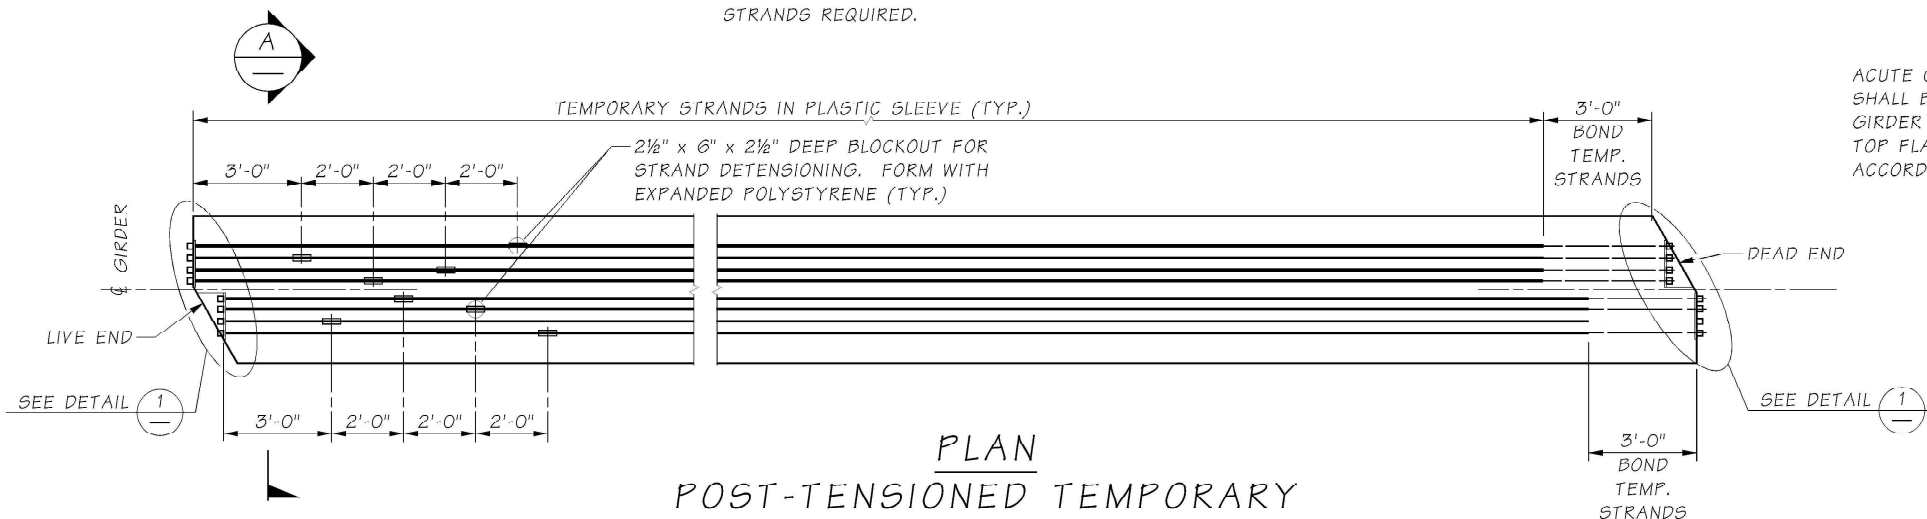 STRANDS REQUIRED.
A
TEMPORARY STRANDS IN PLASTIC SLEEVE (TYP.)
3'-0"
BOND
TEMP.
STRANDS
ACUTE
SHALL
GIRDER
TOP
2½" x 6" x 2½" DEEP BLOCKOUT FOR
STRAND DETENSIONING. FORM WITH
EXPANDED POLYSTYRENE (TYP.)
3'-0" 2'-0" 2'-0" 2'-0"
℄ GIRDER
DEAD END
LIVE END
SEE DETAIL 1
SEE DETAIL 1
3'-0" 2'-0" 2'-0" 2'-0"
3'-0"
BOND
TEMP.
STRANDS
PLAN
POST-TENSIONED TEMPORARY